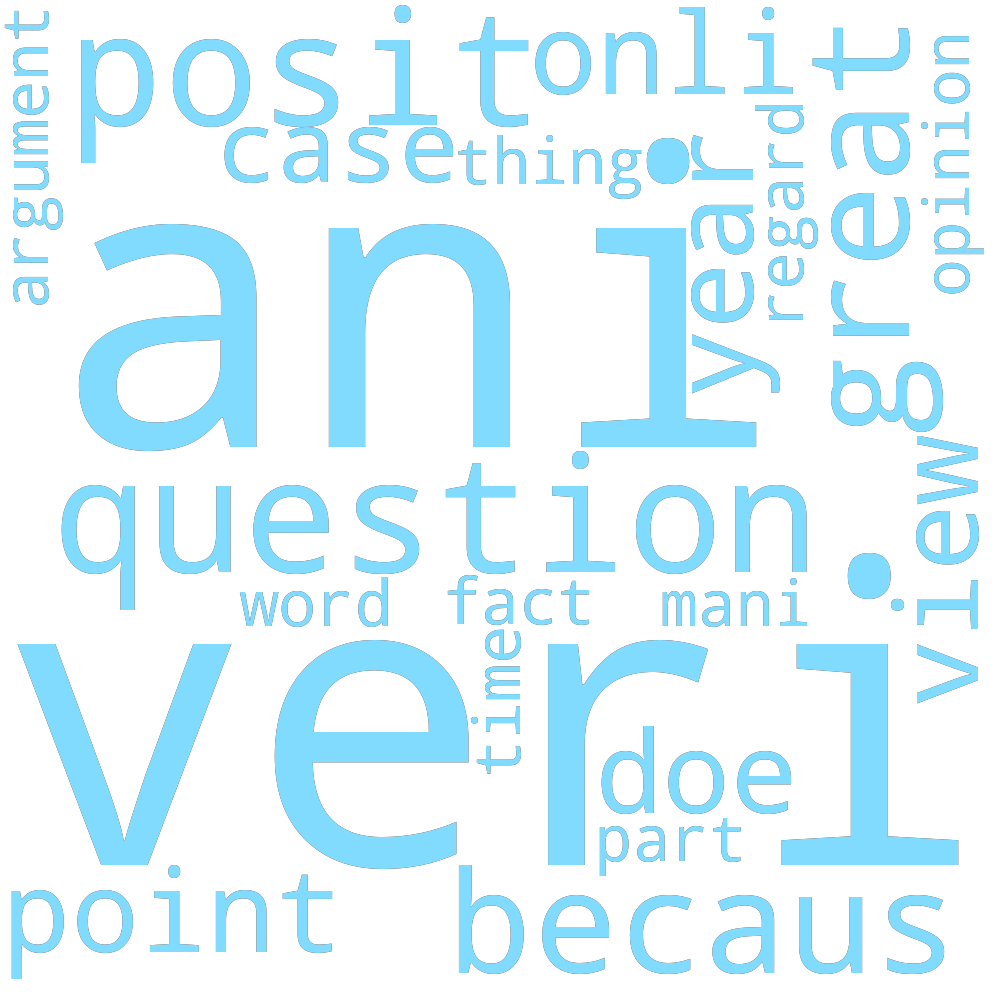 argument
posit
onli
great
opinion
case
thing
year
regard
ani
question
view
word
fact
mani
veri
time
doe
part
point
becaus